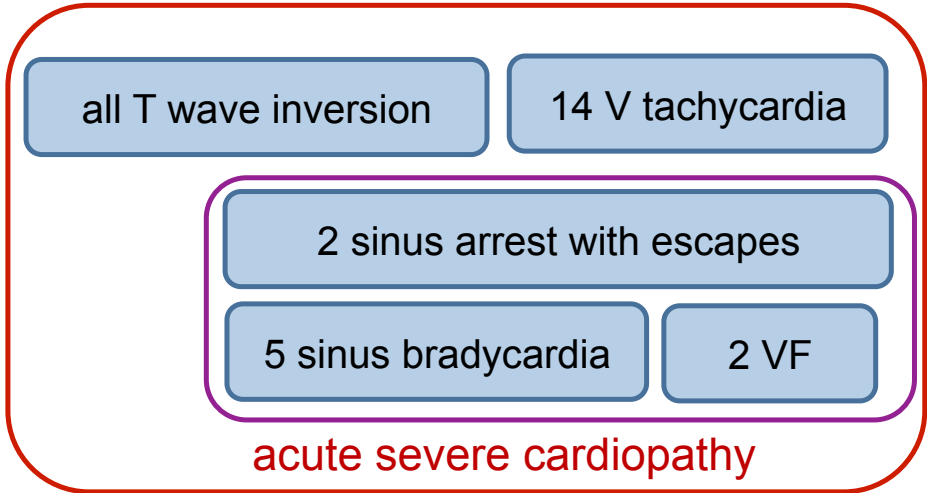 all T wave inversion
14 V tachycardia
2 sinus arrest with escapes
5 sinus bradycardia
2 VF
acute severe cardiopathy